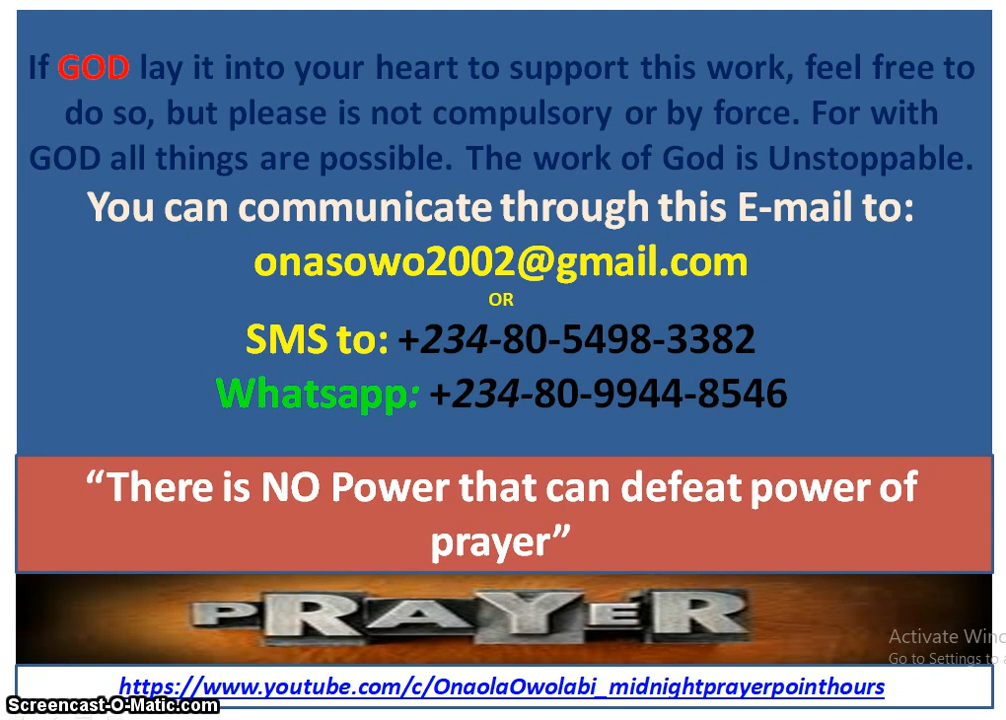 If GOD lay it into your heart to support this work, feel free to
do so, but please is not compulsory or by force. For with
GOD all things are possible. The work of God is Unstoppable.
You can communicate through this E-mail to:
onasowo2002@gmail.com
OR
SMS to: +234-80-5498-3382
Whatsapp: +234-80-9944-8546
“There is NO Power that can defeat power of
prayer”
PRAYER
Activate Winc
Go to Settings to a
https://www.youtube.com/c/OnaolaOwolabi_midnightprayerpointhours
Screencast-O-Matic.com